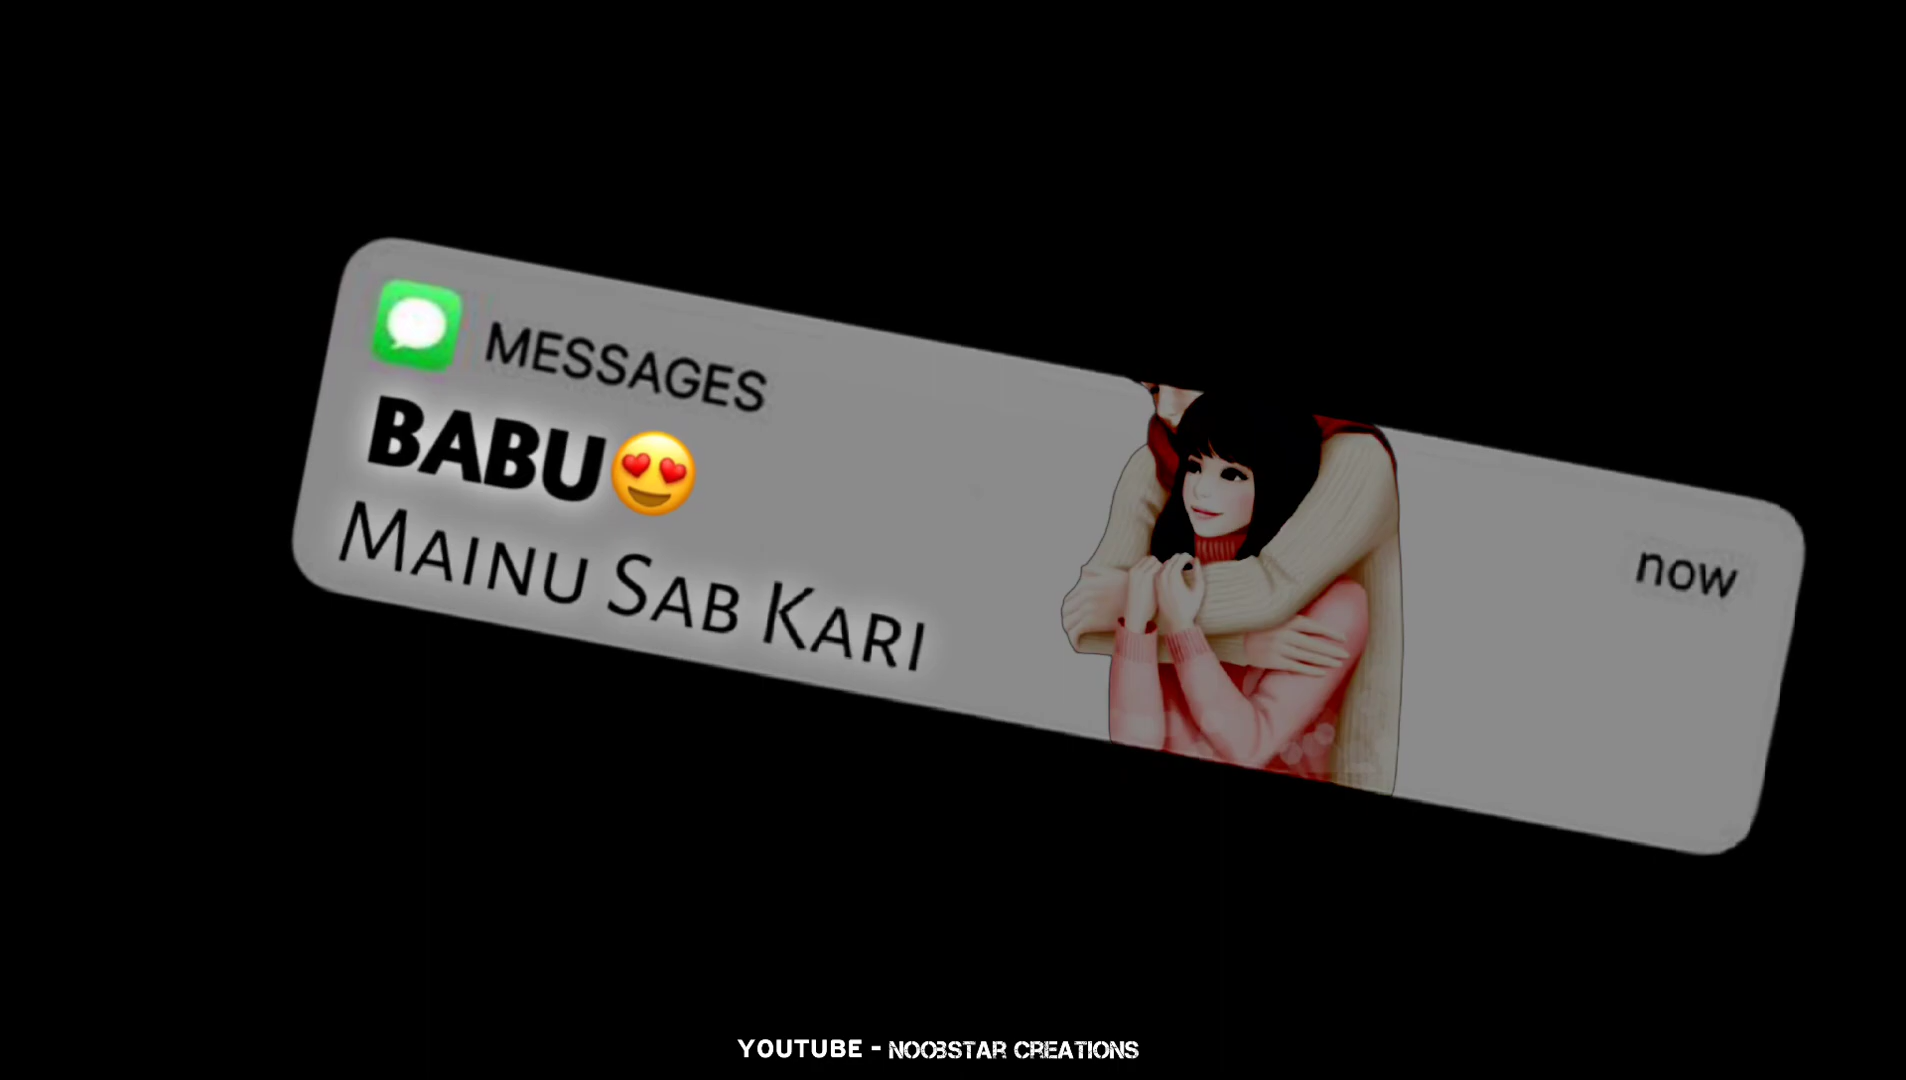 MESSAGES
now
BABU😍
MAINU SAB KARI
YOUTUBE - NOOBSTAR CREATIONS